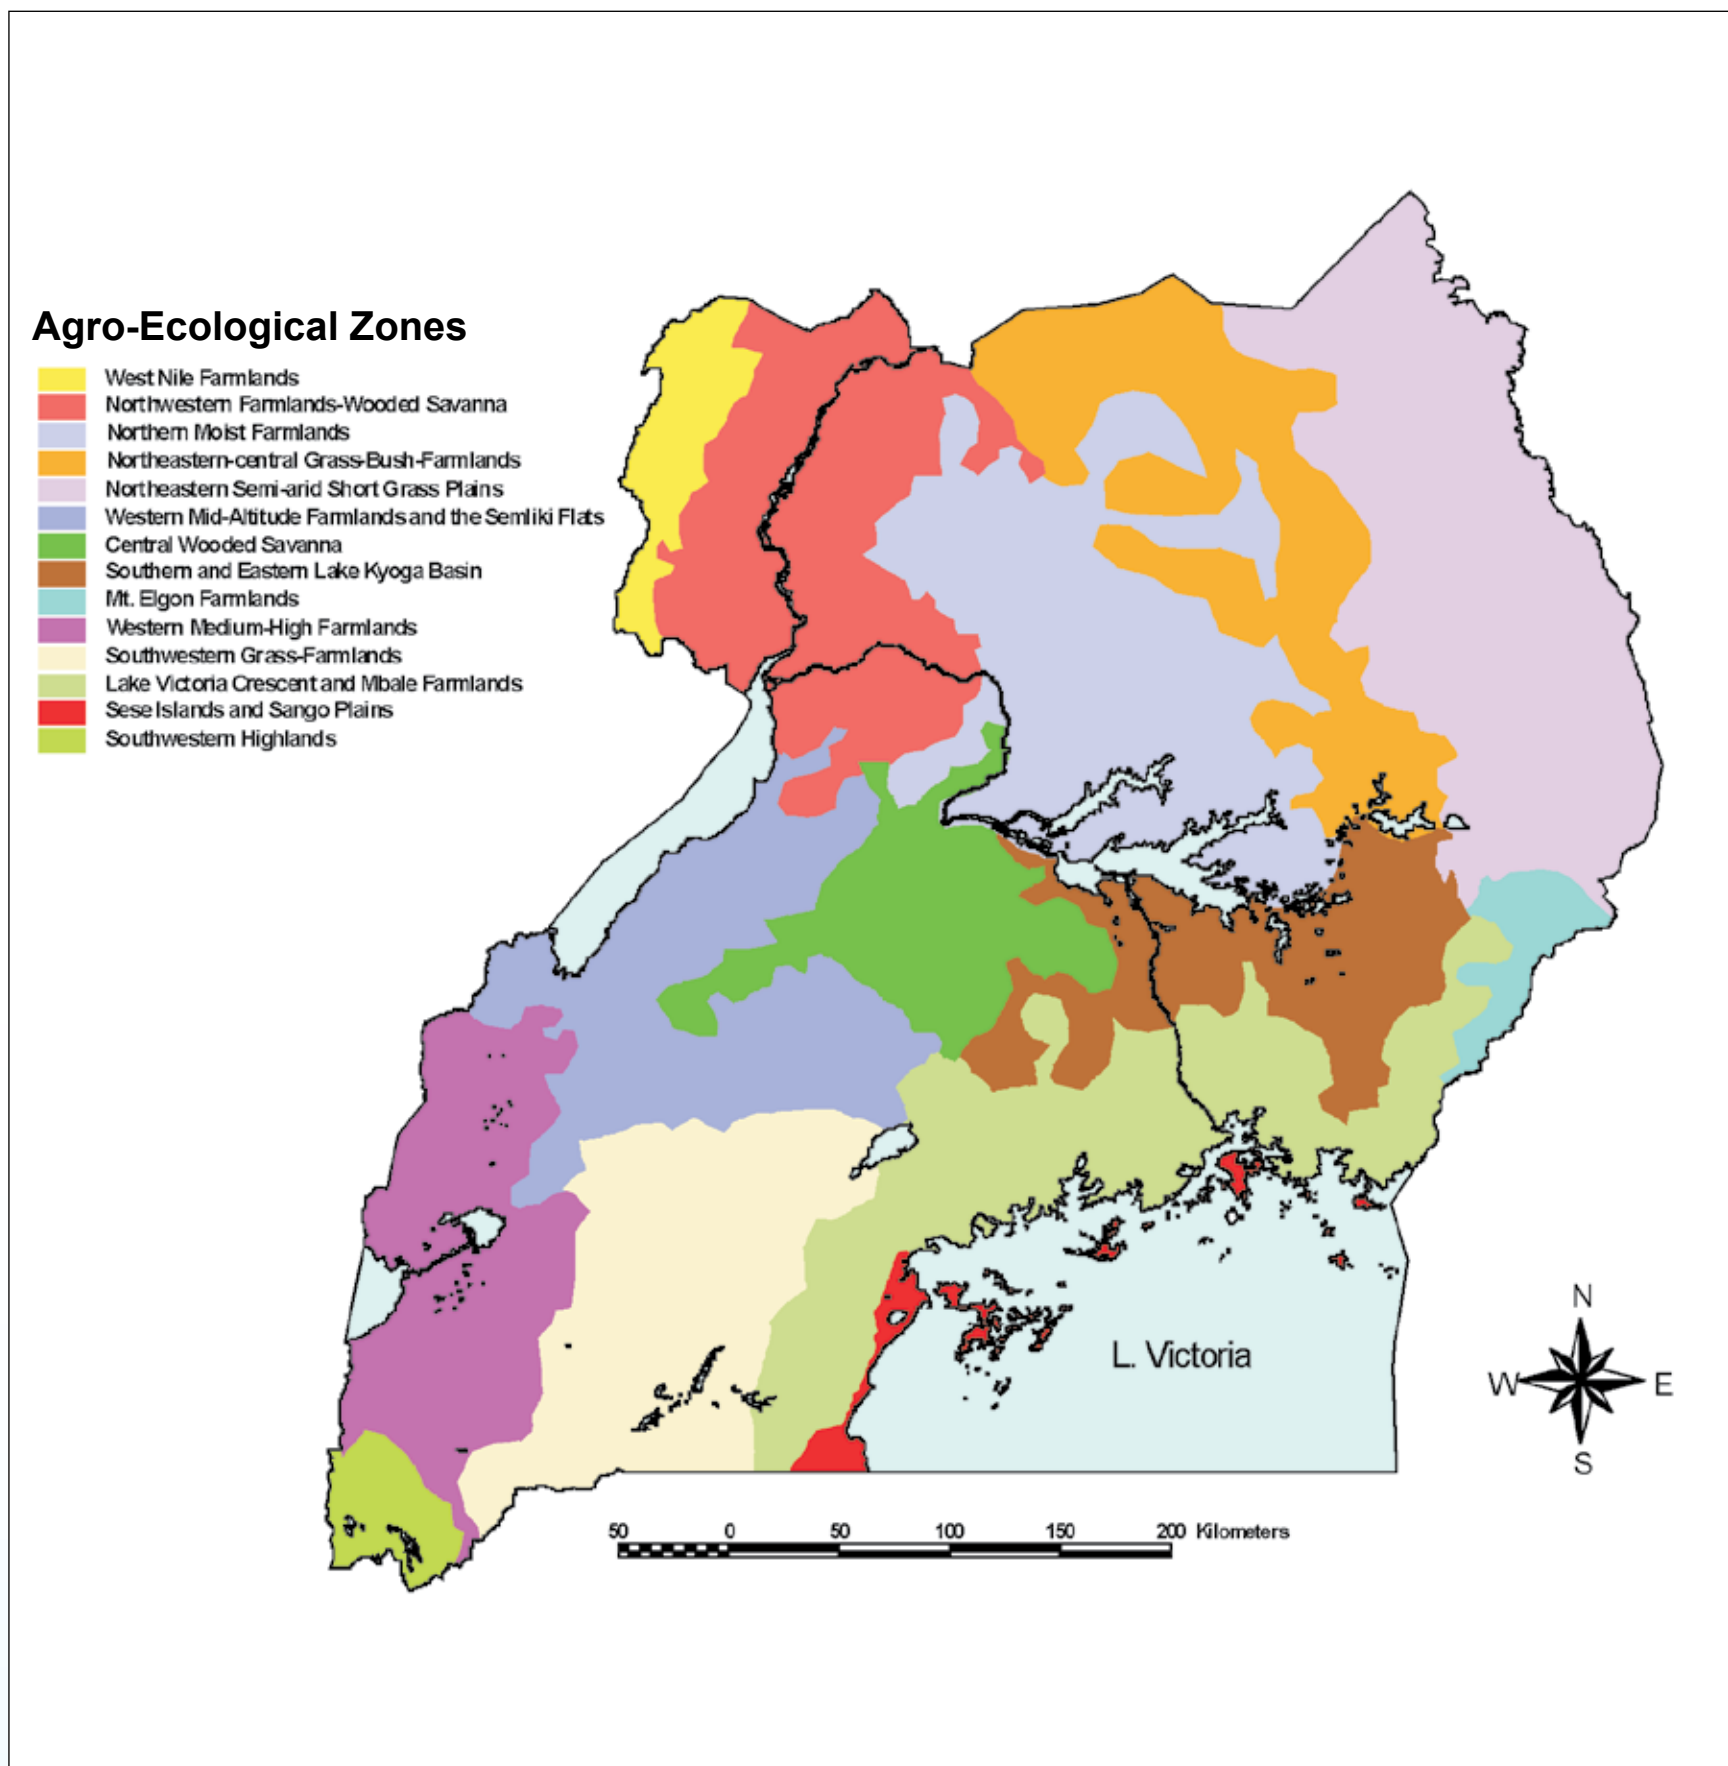 Agro-Ecological Zones
West Nile Farmlands
Northwestern Farmlands-Wooded Savanna
Northern Moist Farmlands
Northeastern-central Grass-Bush-Farmlands
Northeastern Semi-arid Short Grass Plains
Western Mid-Altitude Farmlands and the Semliki Flats
Central Wooded Savanna
Southern and Eastern Lake Kyoga Basin
Mt. Elgon Farmlands
Western Medium-High Farmlands
Southwestern Grass-Farmlands
Lake Victoria Crescent and Mbale Farmlands
Sese Islands and Sango Plains
Southwestern Highlands
L. Victoria
N
W E
S
50 0 50 100 150 200 Kilometers